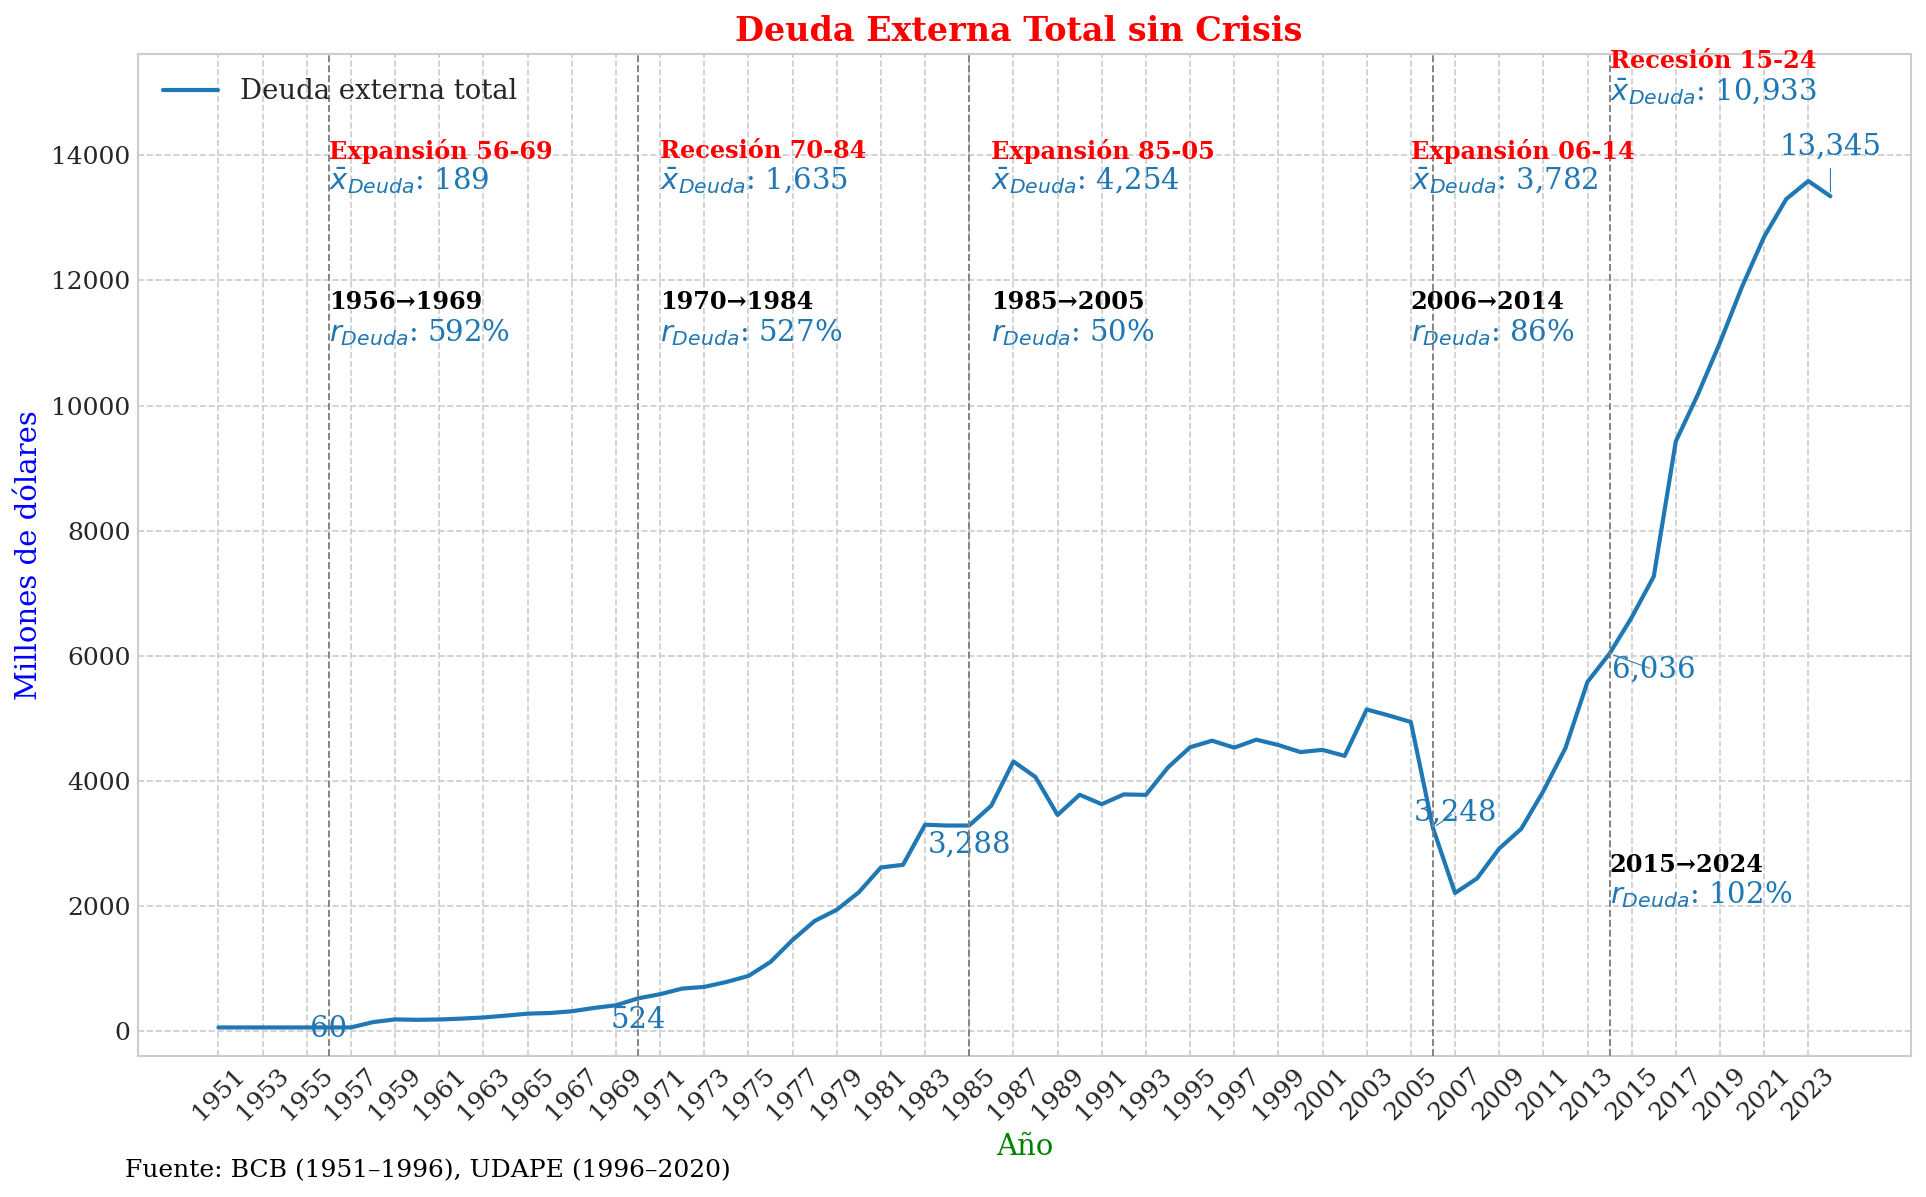 Deuda Externa Total sin Crisis
Deuda externa total
Recesión 15-24
x̄Deuda: 10,933
13,345
Expansión 56-69
x̄Deuda: 189
Recesión 70-84
x̄Deuda: 1,635
Expansión 85-05
x̄Deuda: 4,254
Expansión 06-14
x̄Deuda: 3,782
1956→1969
rDeuda: 592%
1970→1984
rDeuda: 527%
1985→2005
rDeuda: 50%
2006→2014
rDeuda: 86%
6,036
3,248
3,288
2015→2024
rDeuda: 102%
524
60
Millones de dólares
14000
12000
10000
8000
6000
4000
2000
0
1951
1953
1955
1957
1959
1961
1963
1965
1967
1969
1971
1973
1975
1977
1979
1981
1983
1985
1987
1989
1991
1993
1995
1997
1999
2001
2003
2005
2007
2009
2011
2013
2015
2017
2019
2021
2023
Año
Fuente: BCB (1951–1996), UDAPE (1996–2020)